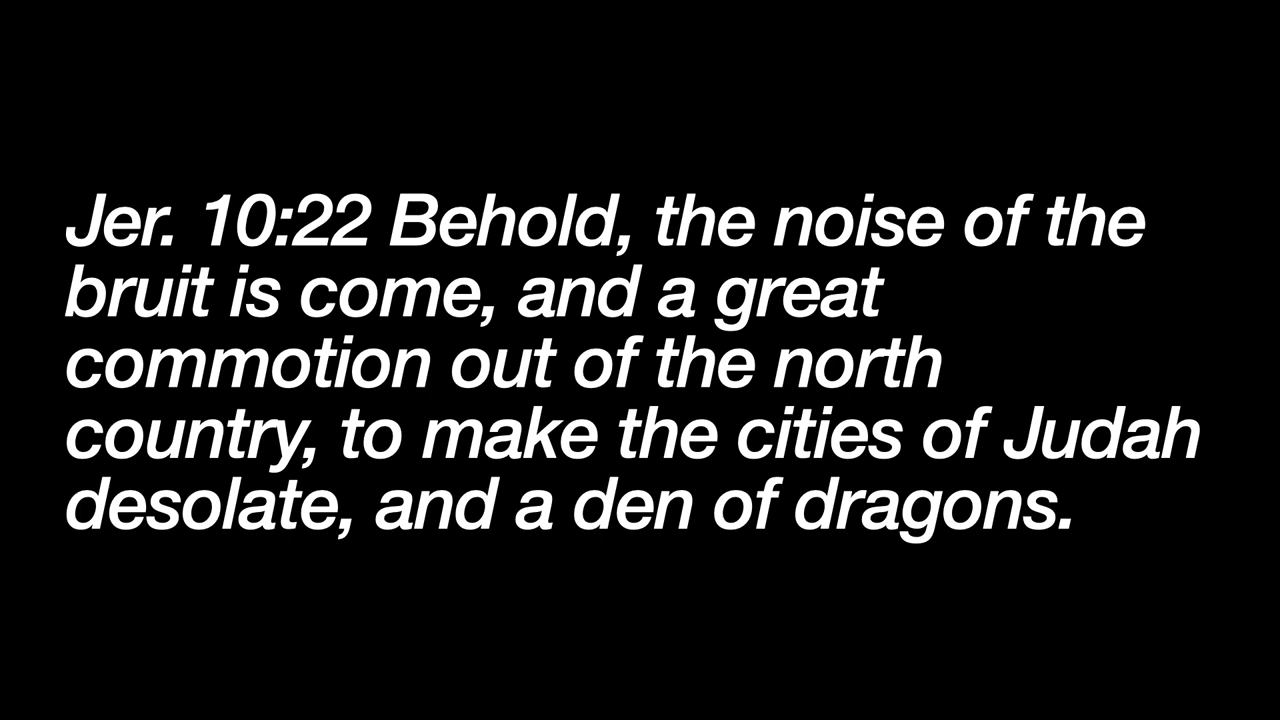 Jer. 10:22 Behold, the noise of the
bruit is come, and a great
commotion out of the north
country, to make the cities of Judah
desolate, and a den of dragons.